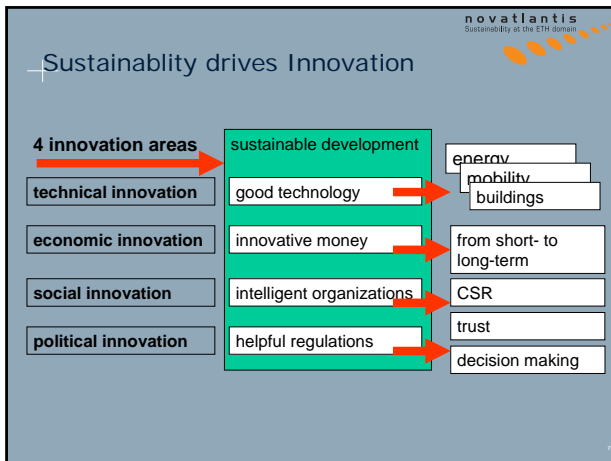 novatlantis
Sustainability at the ETH domain
Sustainablity drives Innovation
4 innovation areas
sustainable development
energy
mobility
buildings
technical innovation
good technology
economic innovation
innovative money
from short- to
long-term
social innovation
intelligent organizations
CSR
trust
political innovation
helpful regulations
decision making